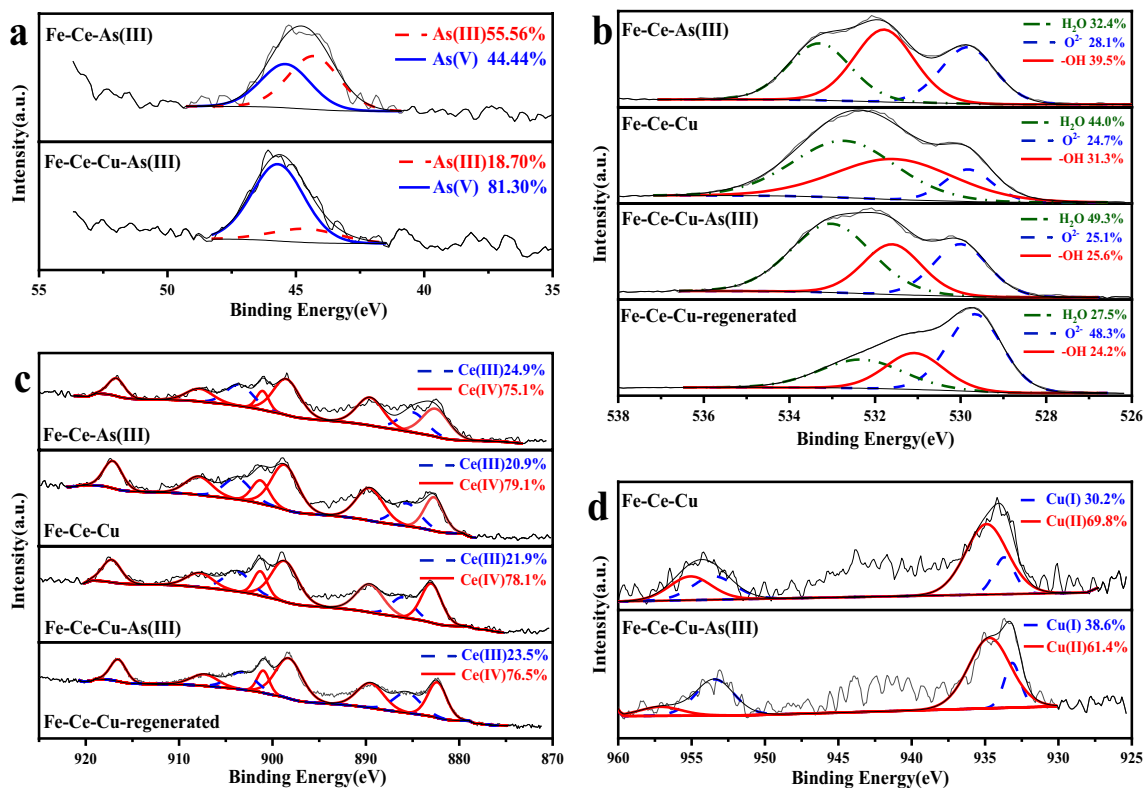 a
Fe-Ce-As(III)
As(III)55.56%
As(V) 44.44%
Fe-Ce-Cu-As(III)
As(III)18.70%
As(V) 81.30%
Intensity(a.u.)
55 50 45 40 35
Binding Energy(eV)
b
Fe-Ce-As(III)
H₂O 32.4%
O²⁻ 28.1%
-OH 39.5%
Fe-Ce-Cu
H₂O 44.0%
O²⁻ 24.7%
-OH 31.3%
Fe-Ce-Cu-As(III)
H₂O 49.3%
O²⁻ 25.1%
-OH 25.6%
Fe-Ce-Cu-regenerated
H₂O 27.5%
O²⁻ 48.3%
-OH 24.2%
Intensity(a.u.)
538 536 534 532 530 528 526
Binding Energy(eV)
c
Ce(III)24.9%
Ce(IV)75.1%
Fe-Ce-As(III)
Ce(III)20.9%
Ce(IV)79.1%
Fe-Ce-Cu
Ce(III)21.9%
Ce(IV)78.1%
Fe-Ce-Cu-As(III)
Ce(III)23.5%
Ce(IV)76.5%
Fe-Ce-Cu-regenerated
Intensity(a.u.)
920 910 900 890 880 870
Binding Energy(eV)
d
Fe-Ce-Cu
Cu(I) 30.2%
Cu(II)69.8%
Fe-Ce-Cu-As(III)
Cu(I) 38.6%
Cu(II)61.4%
Intensity(a.u.)
960 955 950 945 940 935 930 925
Binding Energy(eV)